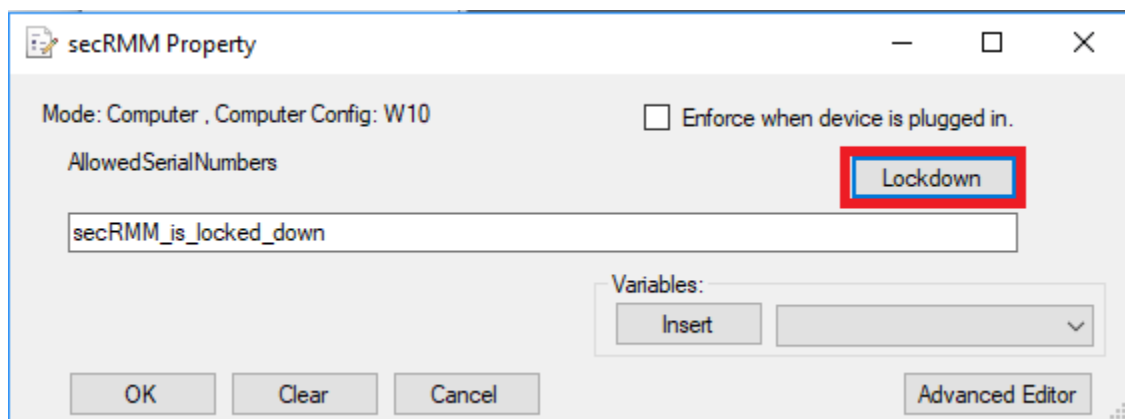 secRMM Property
Mode: Computer , Computer Config: W10
Enforce when device is plugged in.
AllowedSerialNumbers
Lockdown
secRMM_is_locked_down
Variables:
Insert
OK
Clear
Cancel
Advanced Editor